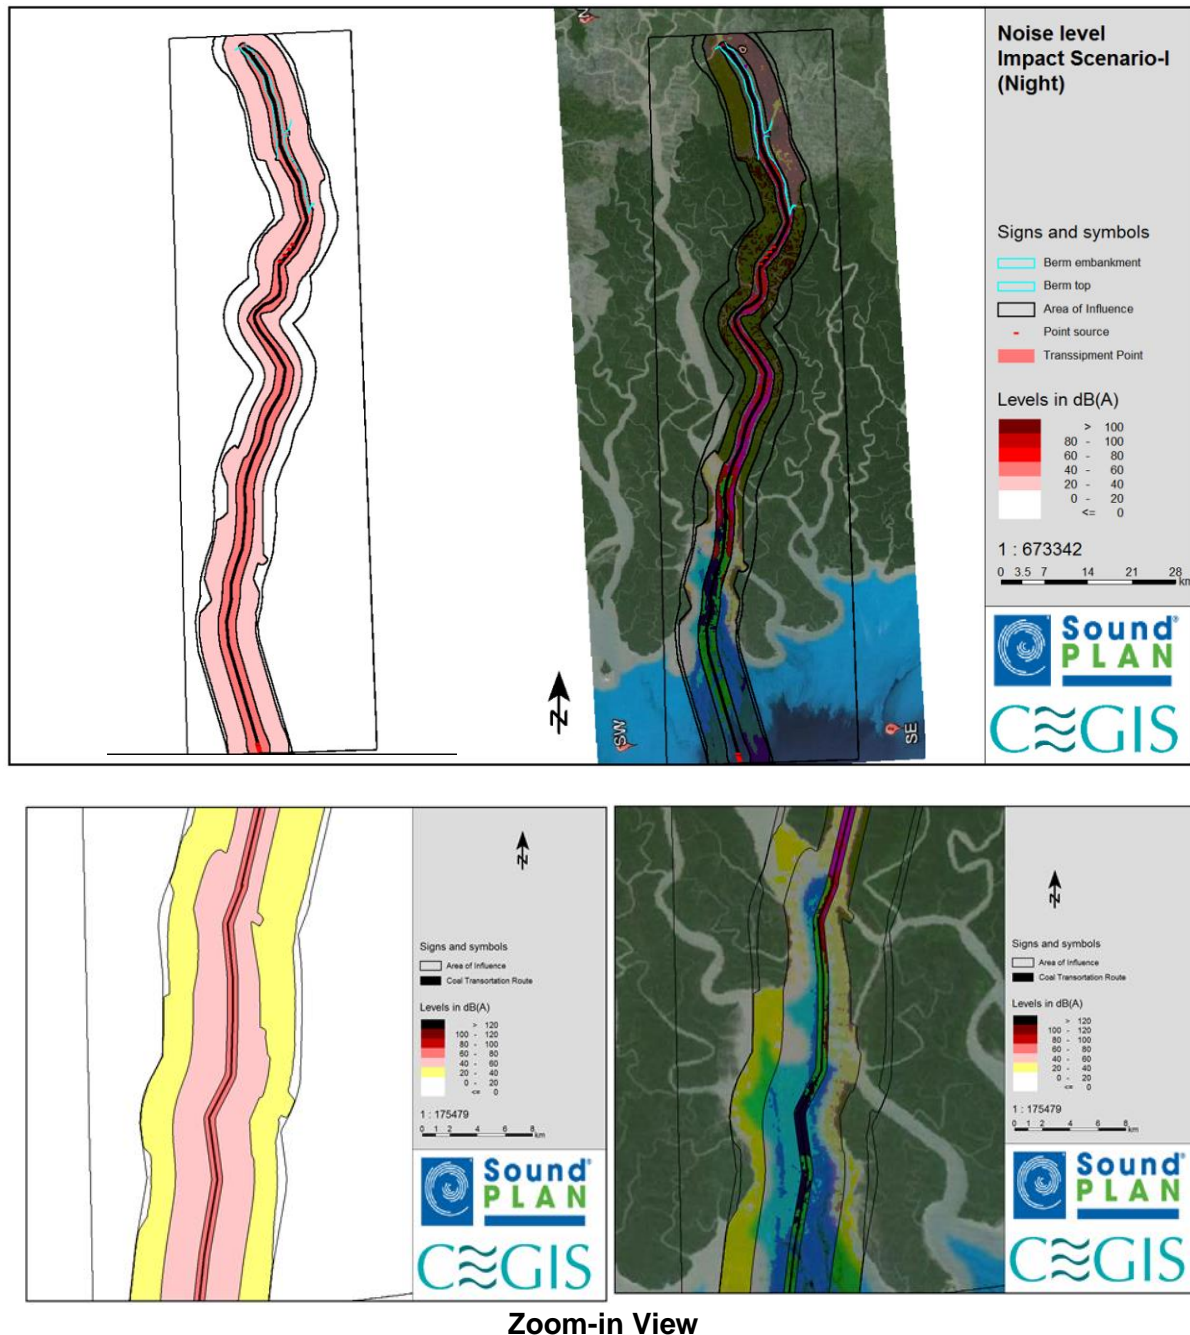 Noise level
Impact Scenario-I
(Night)
Signs and symbols
Berm embankment
Berm top
Area of Influence
Point source
Transsipment Point
Levels in dB(A)
> 100
80 - 100
60 - 80
40 - 60
20 - 40
0 - 20
<= 0
1 : 673342
0 3.5 7 14 21 28
km
Sound®
PLAN
CEGIS
N
SW
SE
N
Signs and symbols
Area of Influence
Coal Transortation Route
Levels in dB(A)
> 120
100 - 120
80 - 100
60 - 80
40 - 60
20 - 40
0 - 20
<= 0
1 : 175479
0 1 2 4 6 8
km
Sound®
PLAN
CEGIS
N
Signs and symbols
Area of Influence
Coal Transortation Route
Levels in dB(A)
> 120
100 - 120
80 - 100
60 - 80
40 - 60
20 - 40
0 - 20
<= 0
1 : 175479
0 1 2 4 6 8
km
Sound®
PLAN
CEGIS
Zoom-in View